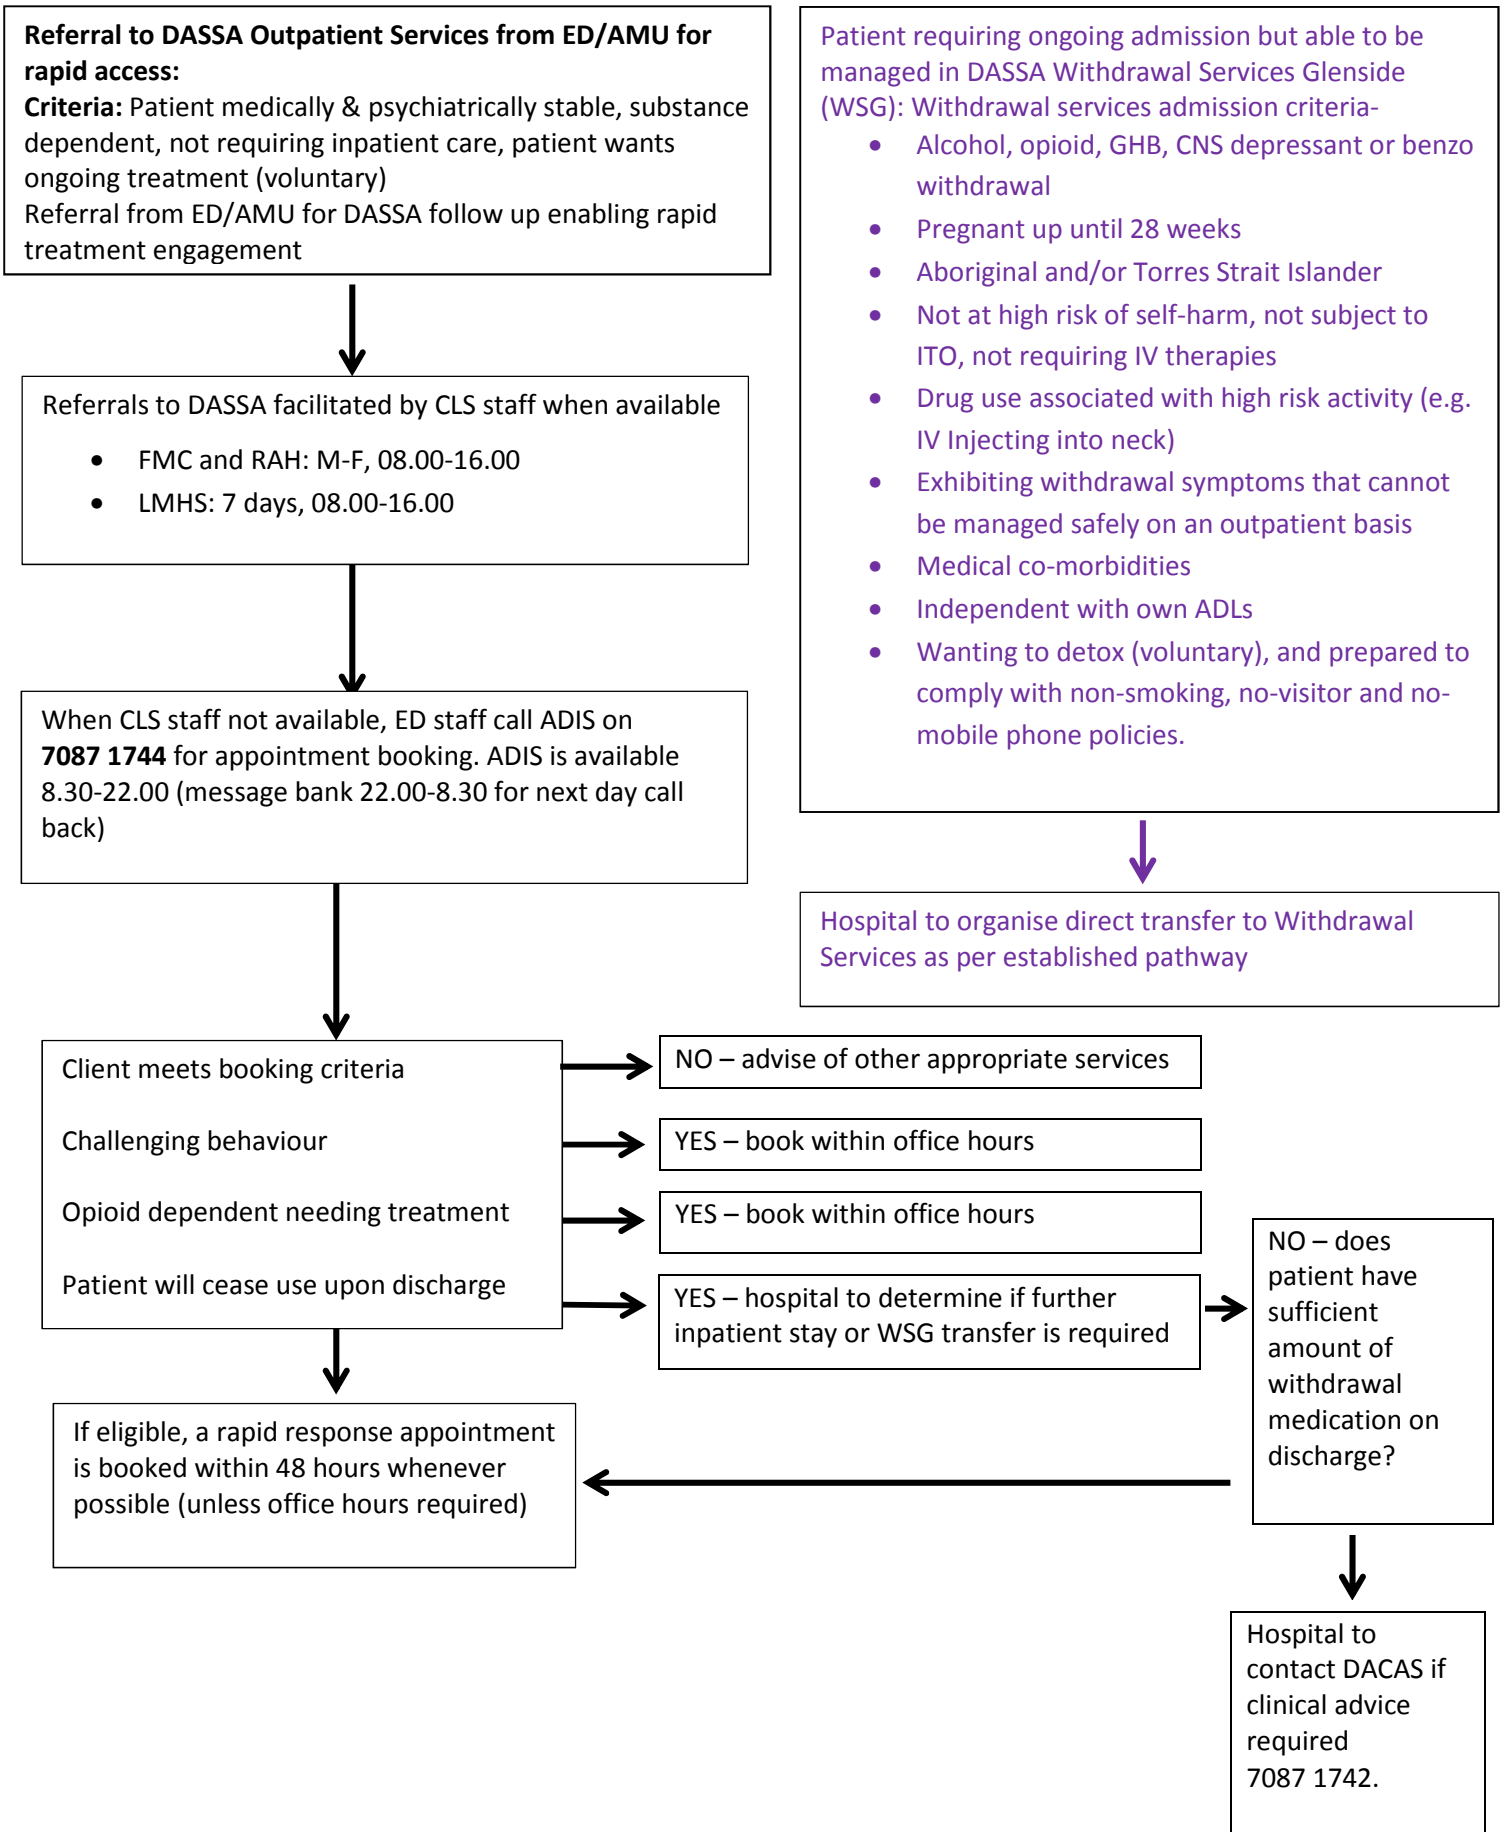 Referral to DASSA Outpatient Services from ED/AMU for
rapid access:
Criteria: Patient medically & psychiatrically stable, substance
dependent, not requiring inpatient care, patient wants
ongoing treatment (voluntary)
Referral from ED/AMU for DASSA follow up enabling rapid
treatment engagement
Referrals to DASSA facilitated by CLS staff when available
• FMC and RAH: M-F, 08.00-16.00
• LMHS: 7 days, 08.00-16.00
When CLS staff not available, ED staff call ADIS on
7087 1744 for appointment booking. ADIS is available
8.30-22.00 (message bank 22.00-8.30 for next day call
back)
Patient requiring ongoing admission but able to be
managed in DASSA Withdrawal Services Glenside
(WSG): Withdrawal services admission criteria-
• Alcohol, opioid, GHB, CNS depressant or benzo
withdrawal
• Pregnant up until 28 weeks
• Aboriginal and/or Torres Strait Islander
• Not at high risk of self-harm, not subject to
ITO, not requiring IV therapies
• Drug use associated with high risk activity (e.g.
IV Injecting into neck)
• Exhibiting withdrawal symptoms that cannot
be managed safely on an outpatient basis
• Medical co-morbidities
• Independent with own ADLs
• Wanting to detox (voluntary), and prepared to
comply with non-smoking, no-visitor and no-
mobile phone policies.
Hospital to organise direct transfer to Withdrawal
Services as per established pathway
Client meets booking criteria
NO – advise of other appropriate services
Challenging behaviour
YES – book within office hours
Opioid dependent needing treatment
YES – book within office hours
Patient will cease use upon discharge
YES – hospital to determine if further
inpatient stay or WSG transfer is required
NO – does
patient have
sufficient
amount of
withdrawal
medication on
discharge?
If eligible, a rapid response appointment
is booked within 48 hours whenever
possible (unless office hours required)
Hospital to
contact DACAS if
clinical advice
required
7087 1742.